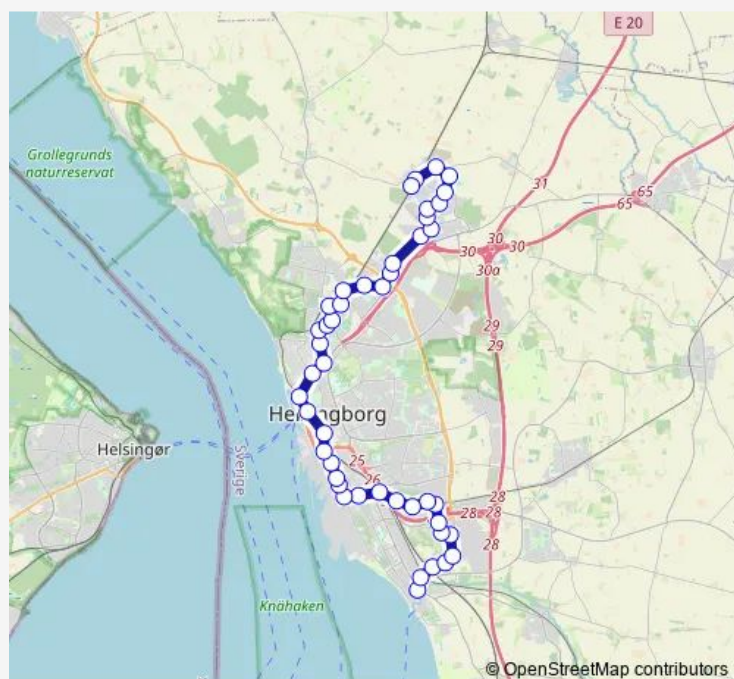 E 20
Grollegrunds
naturreservat
31
65
65
30
30
30
30a
29
29
Helsingborg
Helsingør
Sverige
25
26
28
28
28
28
Knähaken
© OpenStreetMap contributors